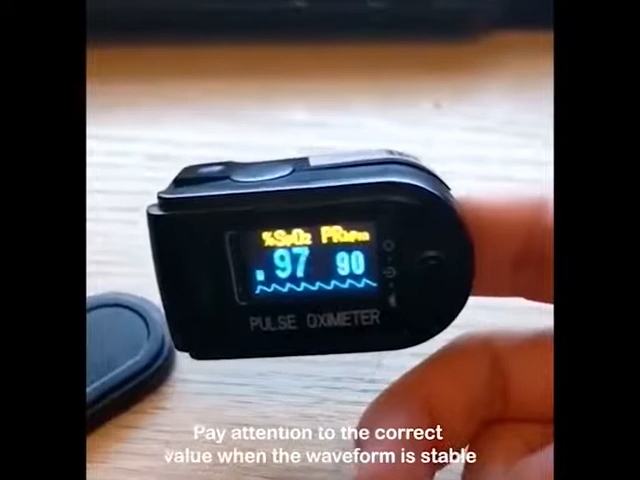 %SpO2 PRbpm
97 90
PULSE OXIMETER
Pay attention to the correct
value when the waveform is stable